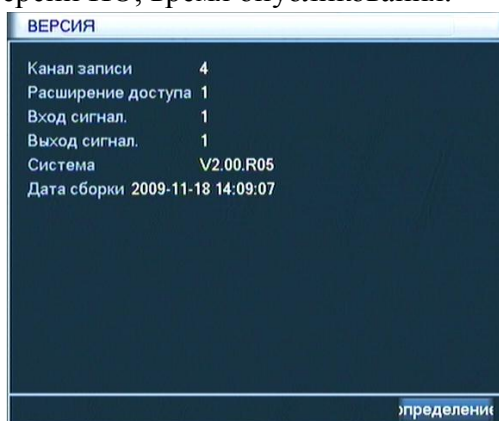 ВЕРСИЯ
Канал записи 4
Расширение доступа 1
Вход сигнал. 1
Выход сигнал. 1
Система V2.00.R05
Дата сборки 2009-11-18 14:09:07